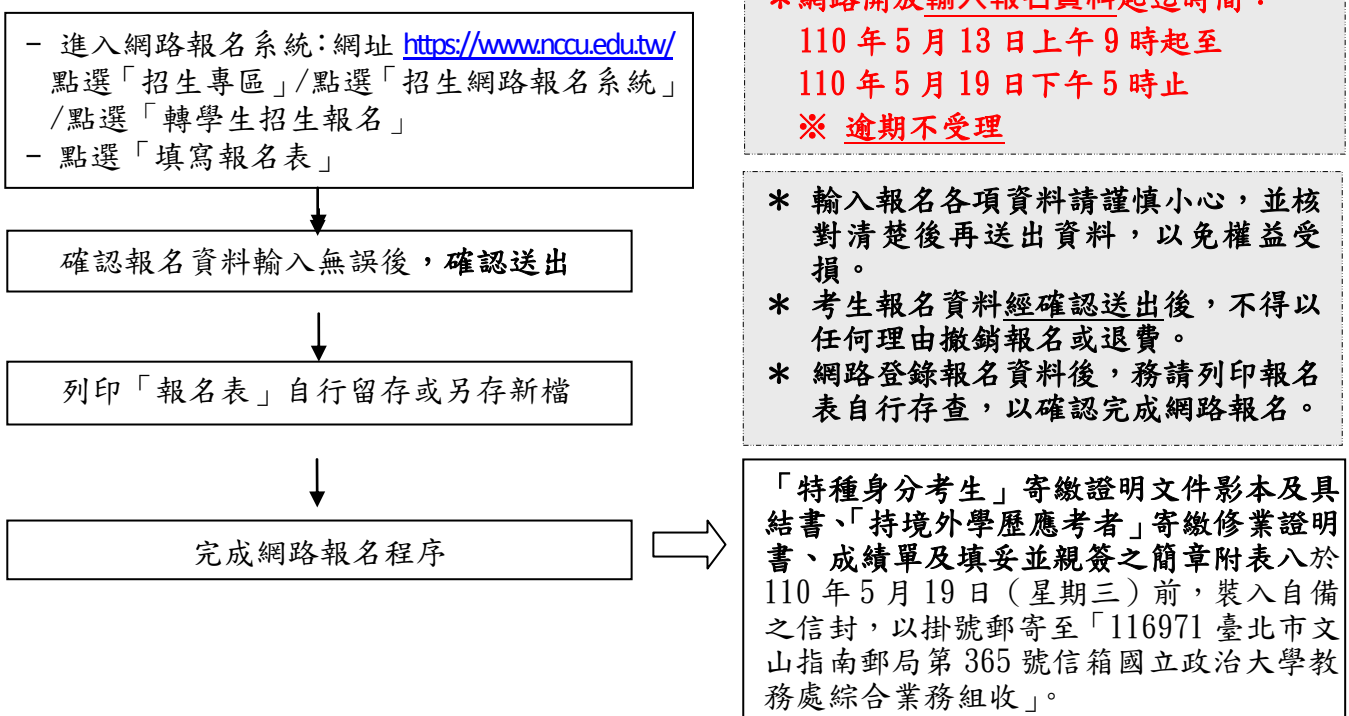 - 進入網路報名系統:網址 https://www.nccu.edu.tw/
點選「招生專區」/點選「招生網路報名系統」
/點選「轉學生招生報名」
- 點選「填寫報名表」
確認報名資料輸入無誤後,確認送出
列印「報名表」自行留存或另存新檔
完成網路報名程序
*網路開放輸入報名資料起迄時間:
110 年 5 月 13 日上午 9 時起至
110 年 5 月 19 日下午 5 時止
※ 逾期不受理
* 輸入報名各項資料請謹慎小心,並核
對清楚後再送出資料,以免權益受
損。
* 考生報名資料經確認送出後,不得以
任何理由撤銷報名或退費。
* 網路登錄報名資料後,務請列印報名
表自行存查,以確認完成網路報名。
「特種身分考生」寄繳證明文件影本及具
結書、「持境外學歷應考者」寄繳修業證明
書、成績單及填妥並親簽之簡章附表八於
110 年 5 月 19 日(星期三)前,裝入自備
之信封,以掛號郵寄至「116971 臺北市文
山指南郵局第 365 號信箱國立政治大學教
務處綜合業務組收」。